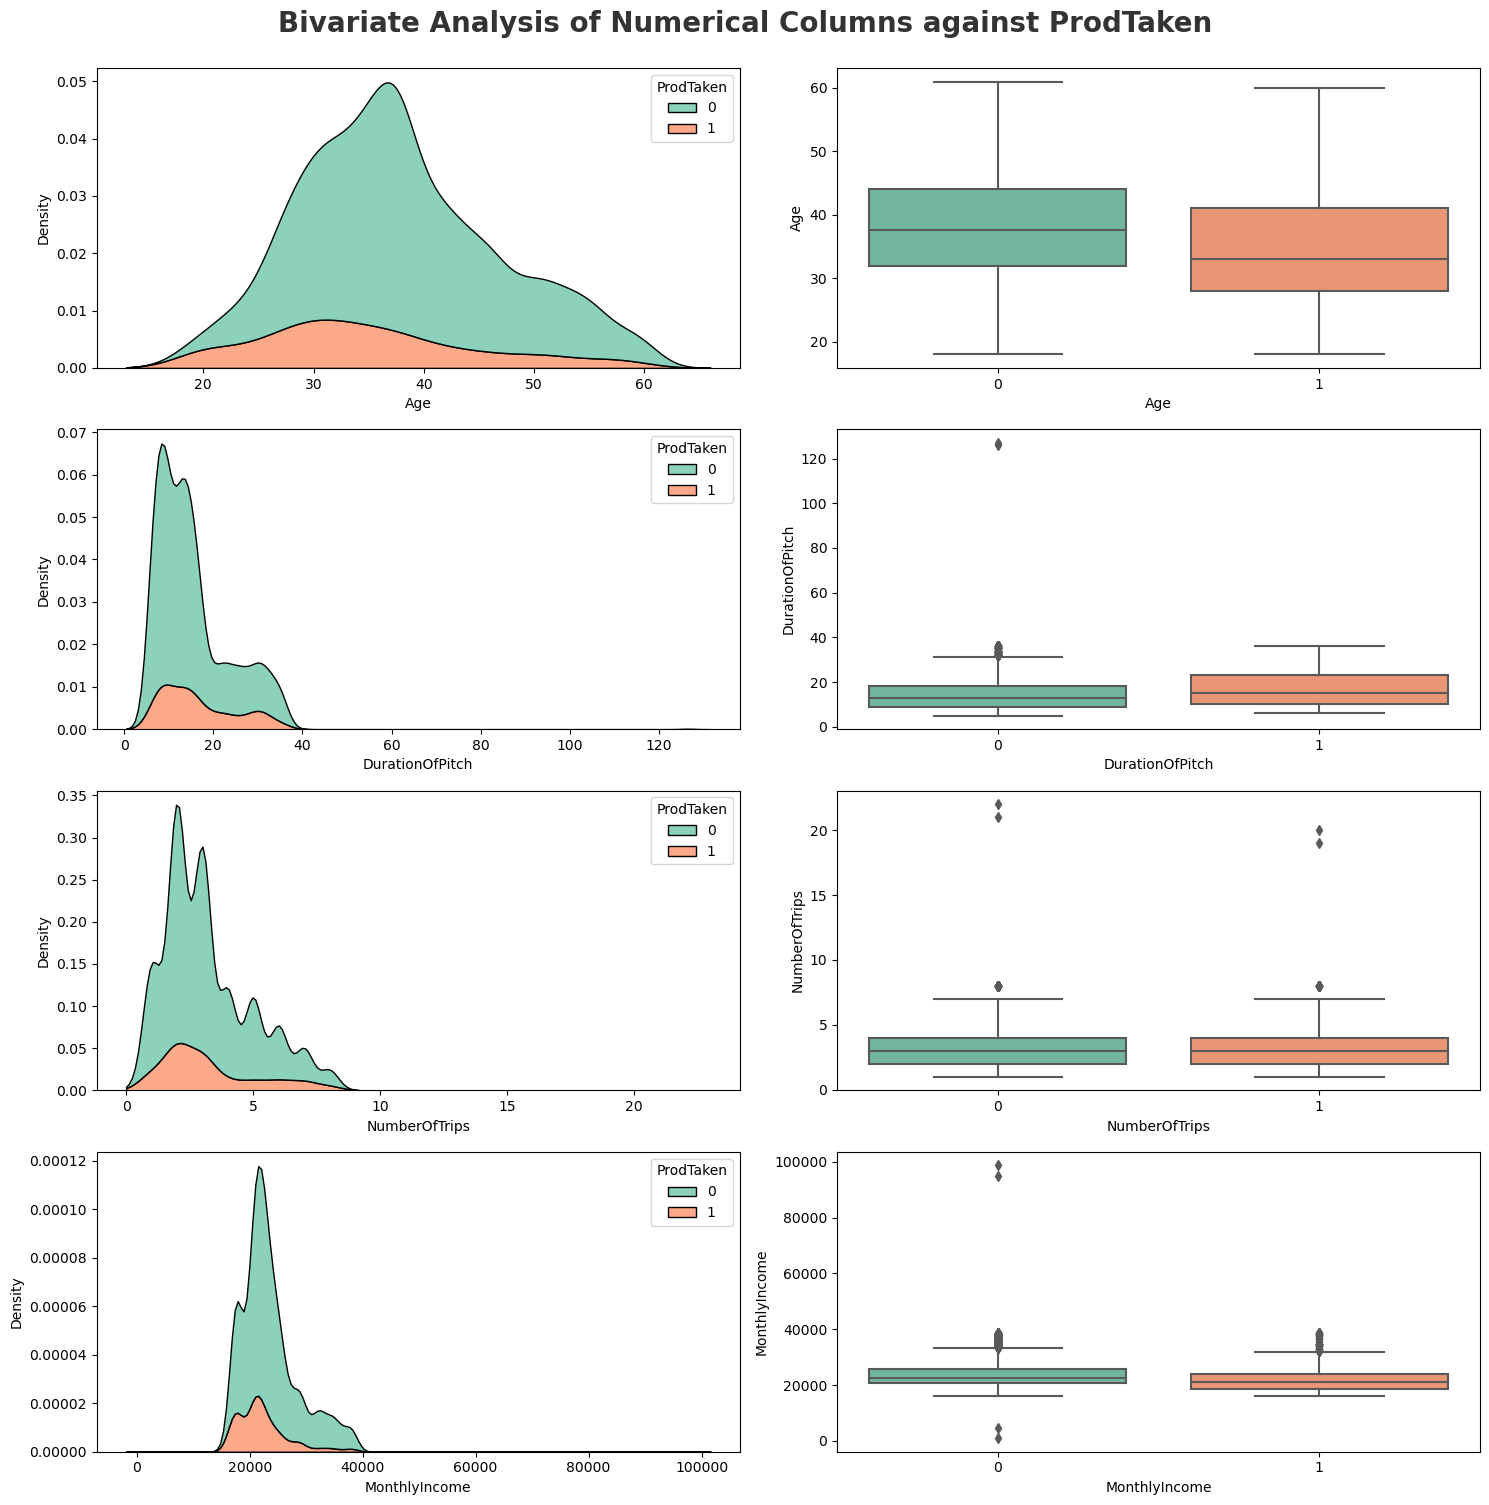 Bivariate Analysis of Numerical Columns against ProdTaken
0.05
0.04
0.03
0.02
0.01
0.00
Density
20 30 40 50 60
Age
ProdTaken
0
1
60
50
40
30
20
Age
0 1
Age
0.07
0.06
0.05
0.04
0.03
0.02
0.01
0.00
Density
0 20 40 60 80 100 120
DurationOfPitch
ProdTaken
0
1
120
100
80
60
40
20
0
DurationOfPitch
0 1
DurationOfPitch
0.35
0.30
0.25
0.20
0.15
0.10
0.05
0.00
Density
0 5 10 15 20
NumberOfTrips
ProdTaken
0
1
20
15
10
5
0
NumberOfTrips
0 1
NumberOfTrips
0.00012
0.00010
0.00008
0.00006
0.00004
0.00002
0.00000
Density
0 20000 40000 60000 80000 100000
MonthlyIncome
ProdTaken
0
1
100000
80000
60000
40000
20000
0
MonthlyIncome
0 1
MonthlyIncome